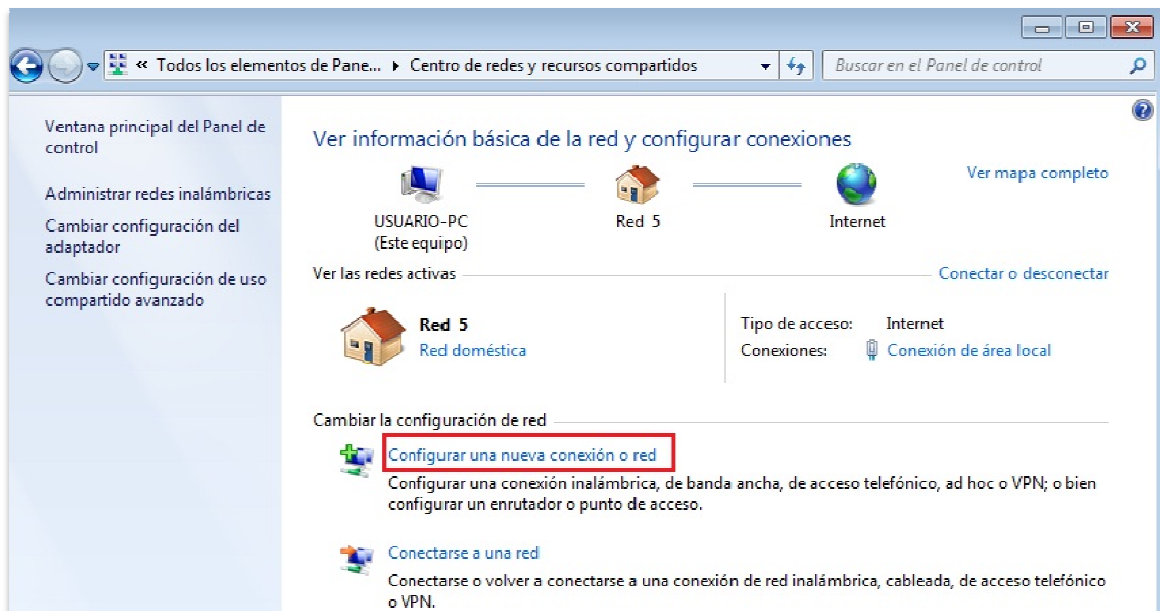 « Todos los elementos de Pane... ▸ Centro de redes y recursos compartidos
Buscar en el Panel de control
Ventana principal del Panel de
control
Administrar redes inalámbricas
Cambiar configuración del
adaptador
Cambiar configuración de uso
compartido avanzado
Ver información básica de la red y configurar conexiones
Ver mapa completo
USUARIO-PC
(Este equipo)
Red 5
Internet
Ver las redes activas
Conectar o desconectar
Red 5
Red doméstica
Tipo de acceso: Internet
Conexiones: Conexión de área local
Cambiar la configuración de red
Configurar una nueva conexión o red
Configurar una conexión inalámbrica, de banda ancha, de acceso telefónico, ad hoc o VPN; o bien
configurar un enrutador o punto de acceso.
Conectarse a una red
Conectarse o volver a conectarse a una conexión de red inalámbrica, cableada, de acceso telefónico
o VPN.